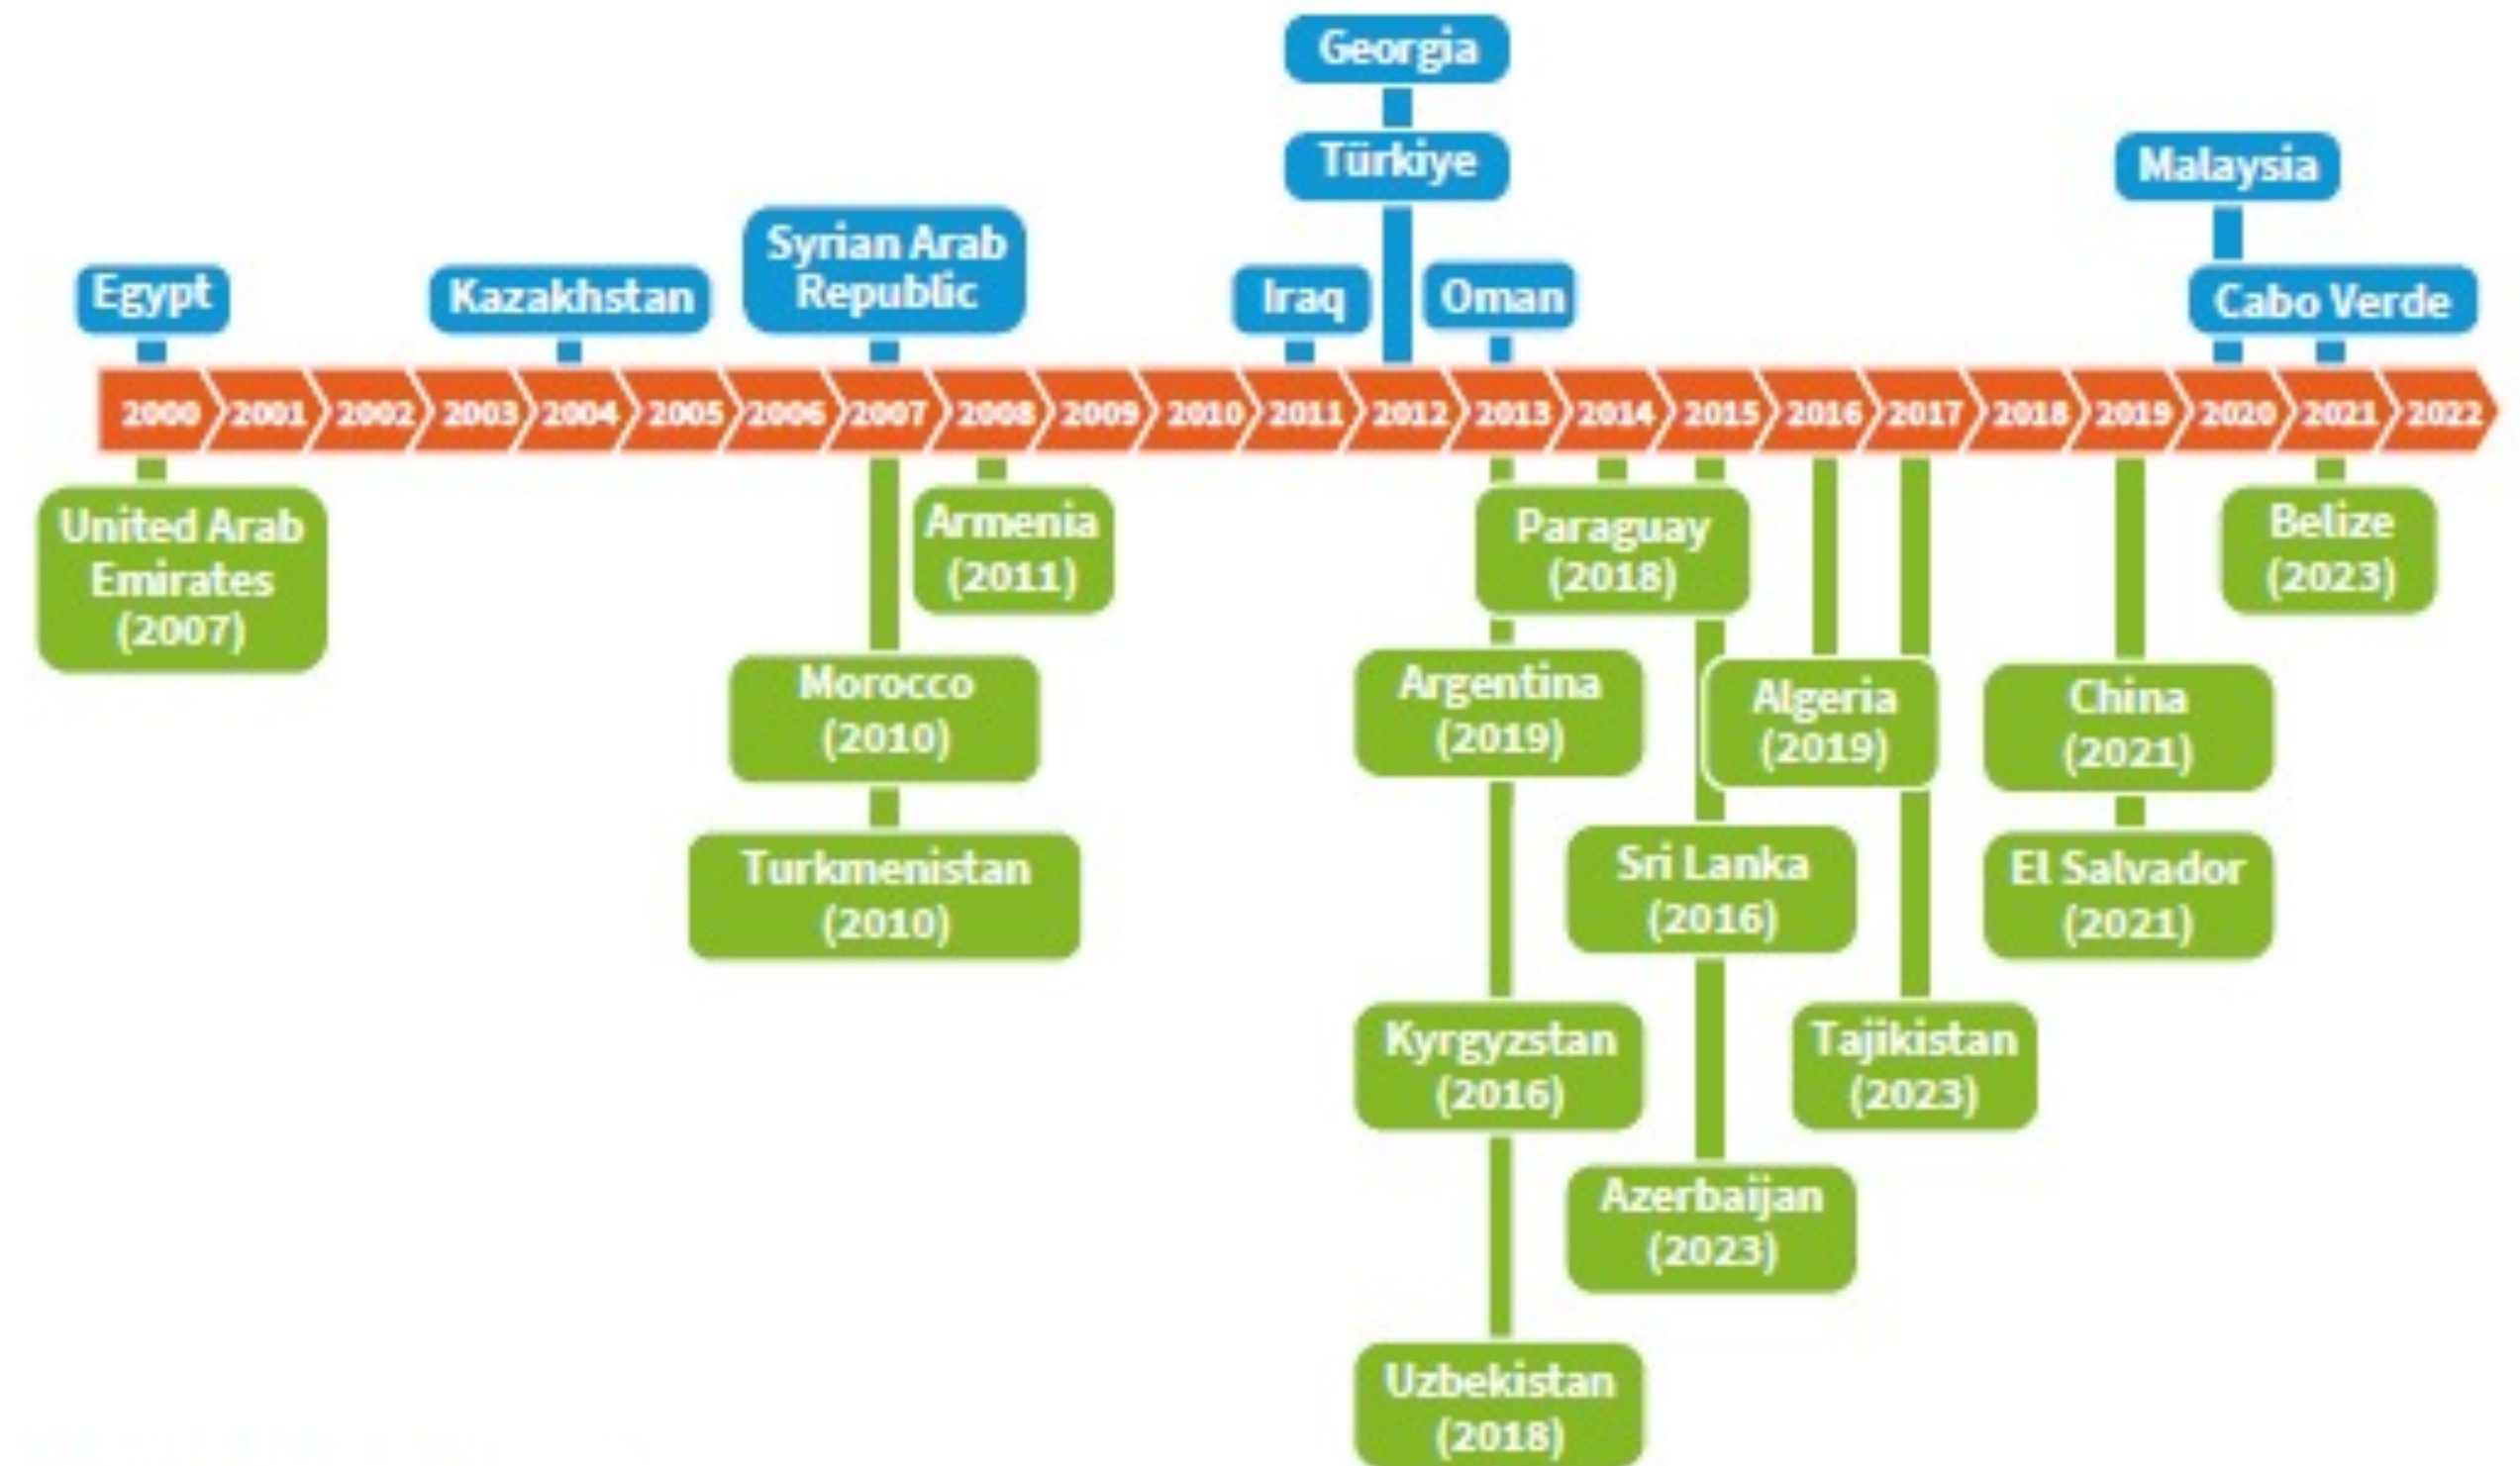 Georgia
Türkiye
Malaysia
Syrian Arab
Republic
Egypt
Kazakhstan
Iraq
Oman
Cabo Verde
2000 2001 2002 2003 2004 2005 2006 2007 2008 2009 2010 2011 2012 2013 2014 2015 2016 2017 2018 2019 2020 2021 2022
United Arab
Emirates
(2007)
Armenia
(2011)
Paraguay
(2018)
Belize
(2023)
Morocco
(2010)
Argentina
(2019)
Algeria
(2019)
China
(2021)
Turkmenistan
(2010)
Sri Lanka
(2016)
El Salvador
(2021)
Kyrgyzstan
(2016)
Tajikistan
(2023)
Azerbaijan
(2023)
Uzbekistan
(2018)